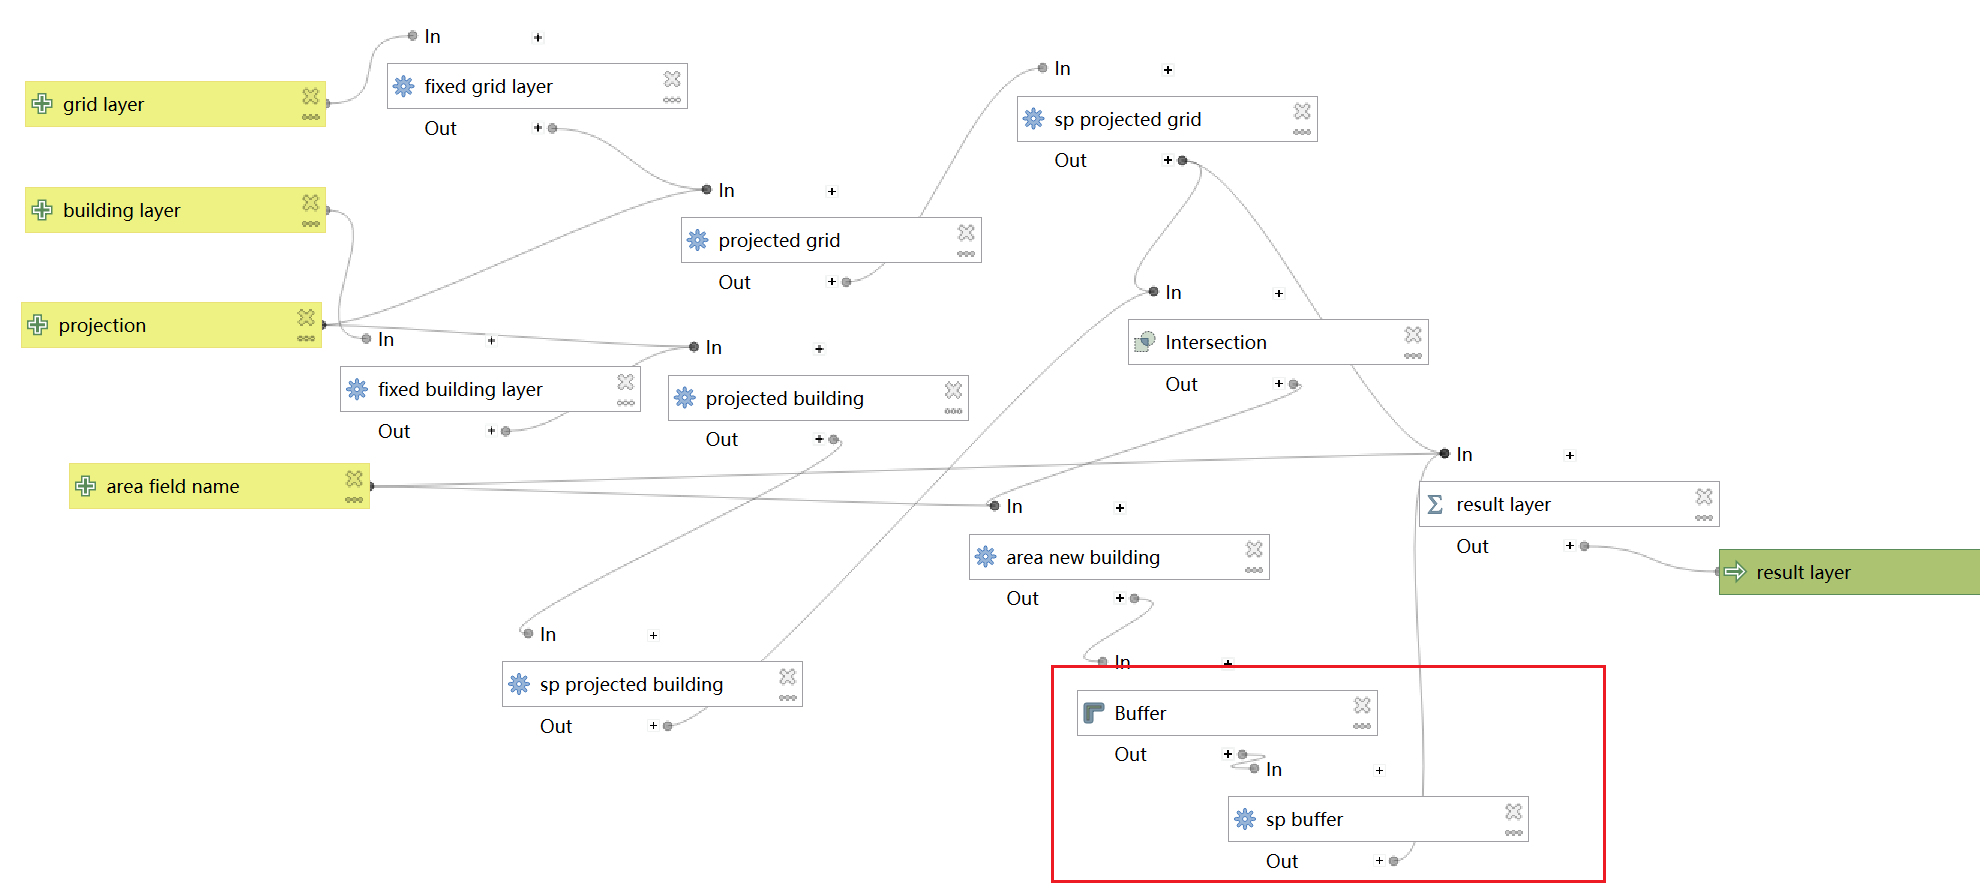 In
fixed grid layer
Out
grid layer
building layer
projection
In
fixed building layer
Out
area field name
In
projected grid
Out
In
projected building
Out
In
sp projected building
Out
In
sp projected grid
Out
In
Intersection
Out
In
area new building
Out
In
Buffer
Out
In
sp buffer
Out
In
result layer
Out
result layer